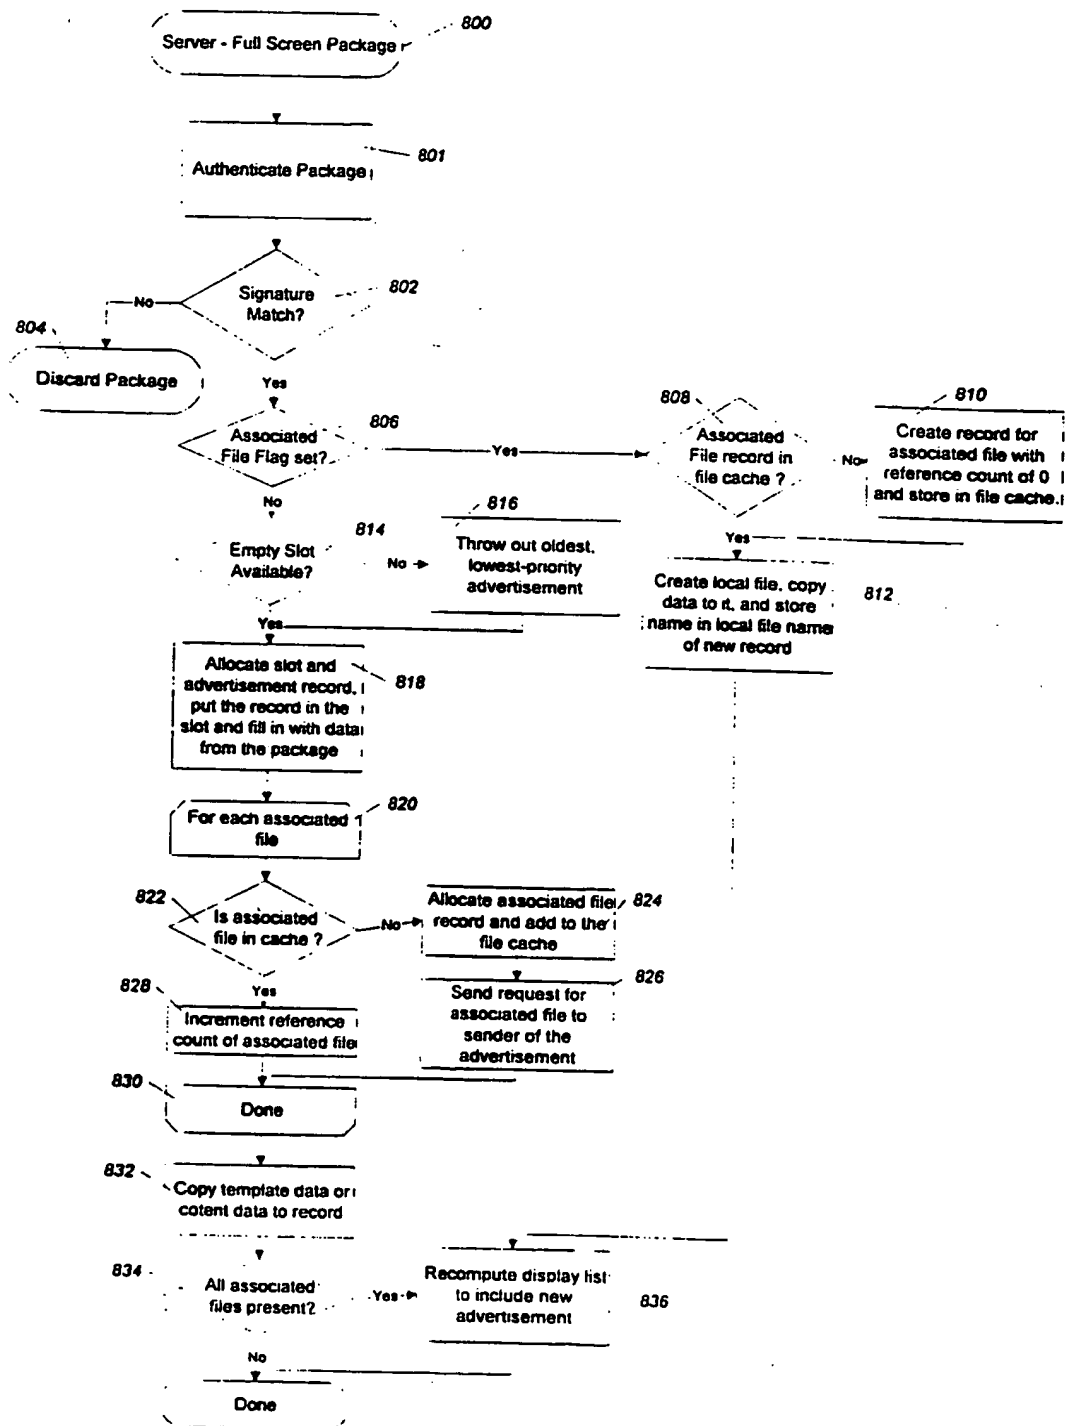 800
Server - Full Screen Package
801
Authenticate Package
802
Signature
Match?
No
804
Discard Package
Yes
806
Associated
File Flag set?
Yes
808
Associated
File record in
file cache ?
No
810
Create record for
associated file with
reference count of 0
and store in file cache.
No
814
Empty Slot
Available?
No
816
Throw out oldest,
lowest-priority
advertisement
Yes
Create local file, copy
data to it, and store
name in local file name
of new record
812
Yes
Allocate slot and
advertisement record,
put the record in the
slot and fill in with data
from the package
818
820
For each associated
file
822
Is associated
file in cache ?
No
Allocate associated file
record and add to the
file cache
824
Yes
826
Send request for
associated file to
sender of the
advertisement
828
Increment reference
count of associated file
830
Done
832
Copy template data or
cotent data to record
834
All associated
files present?
Yes
Recompute display list
to include new
advertisement
836
No
Done